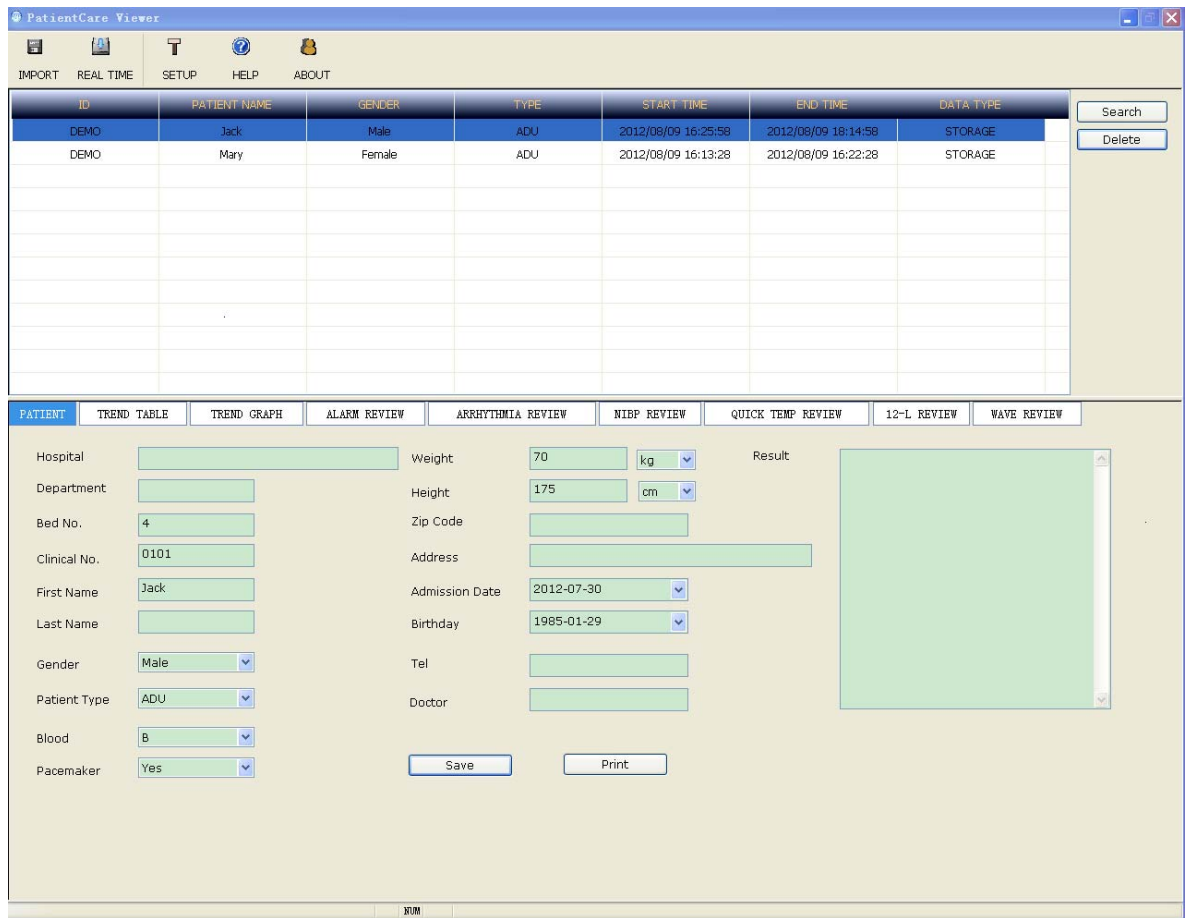 PatientCare Viewer
IMPORT REAL TIME SETUP HELP ABOUT
ID PATIENT NAME GENDER TYPE START TIME END TIME DATA TYPE
Search
DEMO Jack Male ADU 2012/08/09 16:25:58 2012/08/09 18:14:58 STORAGE
Delete
DEMO Mary Female ADU 2012/08/09 16:13:28 2012/08/09 16:22:28 STORAGE
PATIENT TREND TABLE TREND GRAPH ALARM REVIEW ARRHYTHMIA REVIEW NIBP REVIEW QUICK TEMP REVIEW 12-L REVIEW WAVE REVIEW
Hospital Weight 70 kg Result
Department Height 175 cm
Bed No. 4 Zip Code
Clinical No. 0101 Address
First Name Jack Admission Date 2012-07-30
Last Name Birthday 1985-01-29
Gender Male Tel
Patient Type ADU Doctor
Blood B
Pacemaker Yes Save Print
NUM